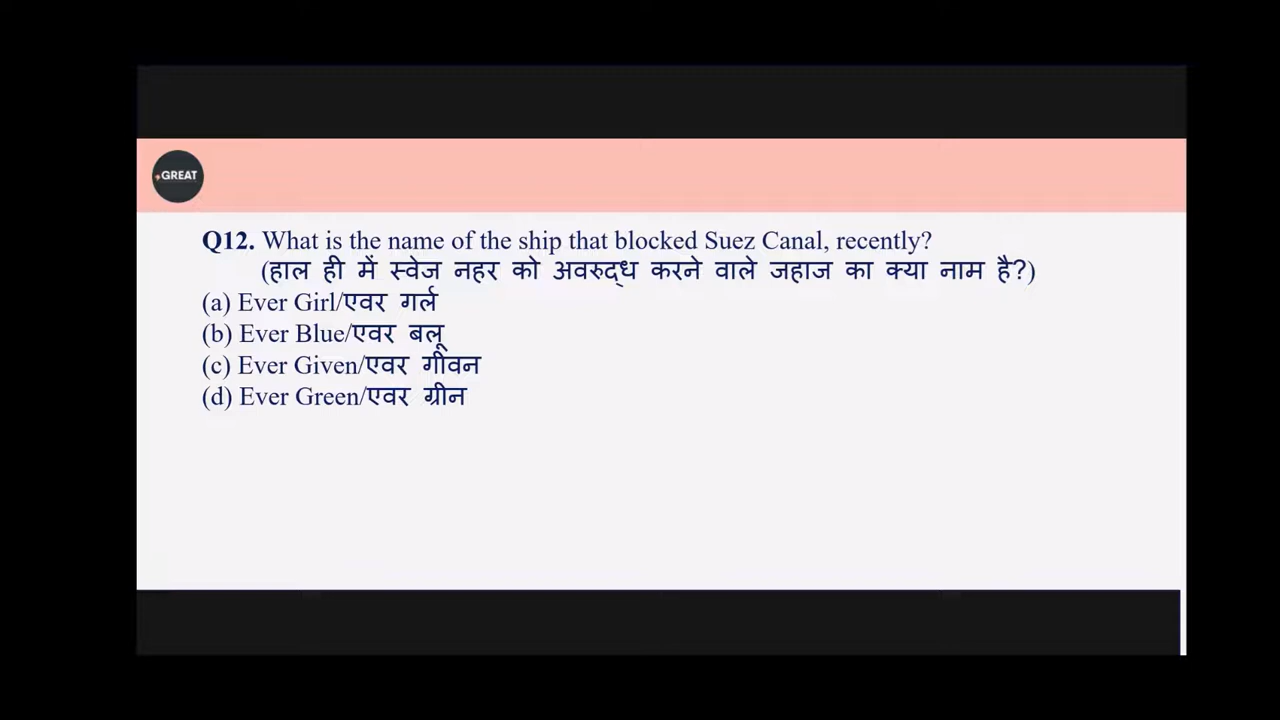 GREAT
Q12. What is the name of the ship that blocked Suez Canal, recently?
(हाल ही में स्वेज नहर को अवरुद्ध करने वाले जहाज का क्या नाम है?)
(a) Ever Girl/एवर गर्ल
(b) Ever Blue/एवर बलू
(c) Ever Given/एवर गीवन
(d) Ever Green/एवर ग्रीन